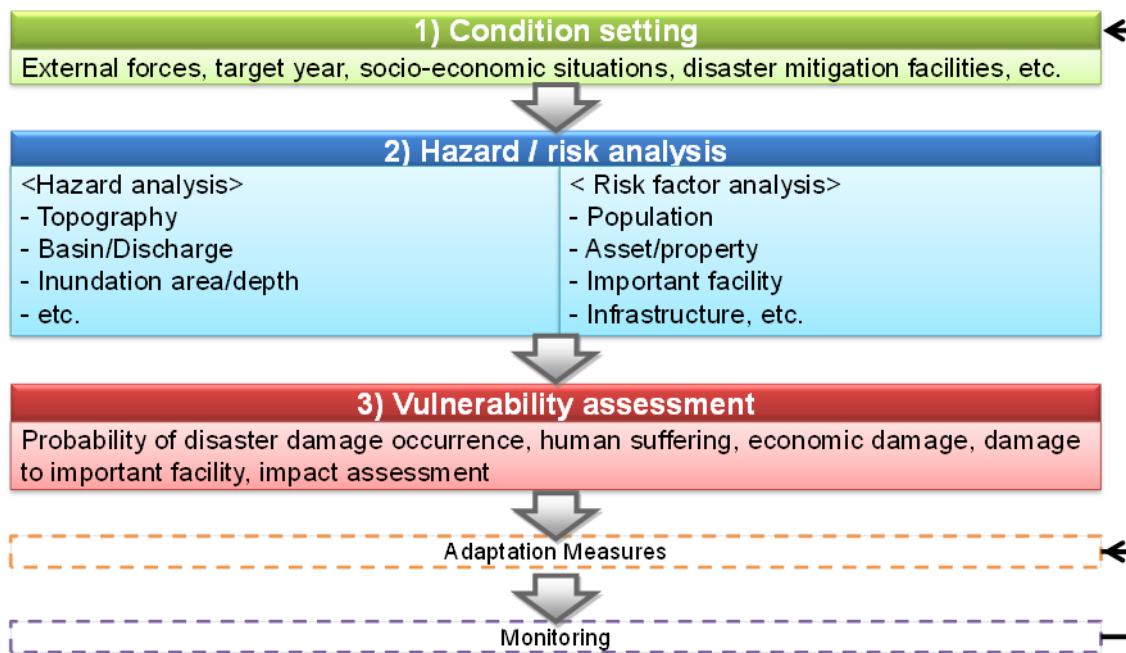 1) Condition setting
External forces, target year, socio-economic situations, disaster mitigation facilities, etc.
2) Hazard / risk analysis
<Hazard analysis>
- Topography
- Basin/Discharge
- Inundation area/depth
- etc.
< Risk factor analysis>
- Population
- Asset/property
- Important facility
- Infrastructure, etc.
3) Vulnerability assessment
Probability of disaster damage occurrence, human suffering, economic damage, damage
to important facility, impact assessment
Adaptation Measures
Monitoring